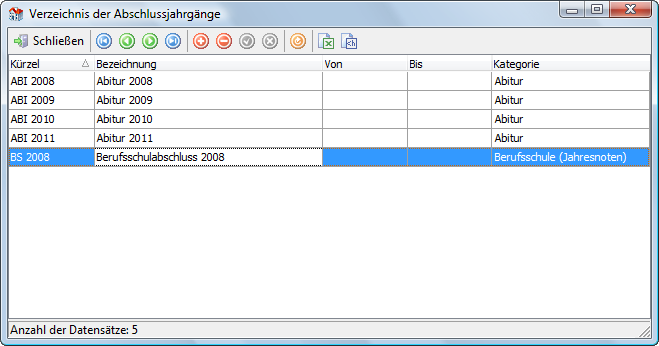 Verzeichnis der Abschlussjahrgänge
Schließen
Kürzel Bezeichnung Von Bis Kategorie
ABI 2008 Abitur 2008 Abitur
ABI 2009 Abitur 2009 Abitur
ABI 2010 Abitur 2010 Abitur
ABI 2011 Abitur 2011 Abitur
BS 2008 Berufsschulabschluss 2008 Berufsschule (Jahresnoten)
Anzahl der Datensätze: 5